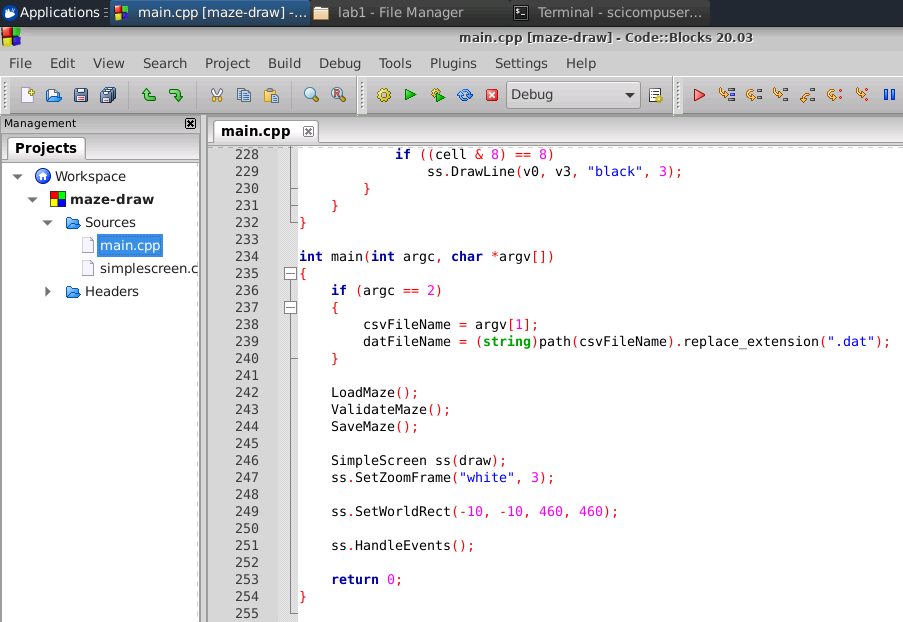 Applications main.cpp [maze-draw] -... lab1 - File Manager Terminal - scicompuser...
main.cpp [maze-draw] - Code::Blocks 20.03
File Edit View Search Project Build Debug Tools Plugins Settings Help
Debug
Management
Projects
Workspace
maze-draw
Sources
main.cpp
simplescreen.c
Headers
main.cpp
228 if ((cell & 8) == 8)
229 ss.DrawLine(v0, v3, "black", 3);
230 }
231 }
232 }
233
234 int main(int argc, char *argv[])
235 {
236 if (argc == 2)
237 {
238 csvFileName = argv[1];
239 datFileName = (string)path(csvFileName).replace_extension(".dat");
240 }
241
242 LoadMaze();
243 ValidateMaze();
244 SaveMaze();
245
246 SimpleScreen ss(draw);
247 ss.SetZoomFrame("white", 3);
248
249 ss.SetWorldRect(-10, -10, 460, 460);
250
251 ss.HandleEvents();
252
253 return 0;
254 }
255